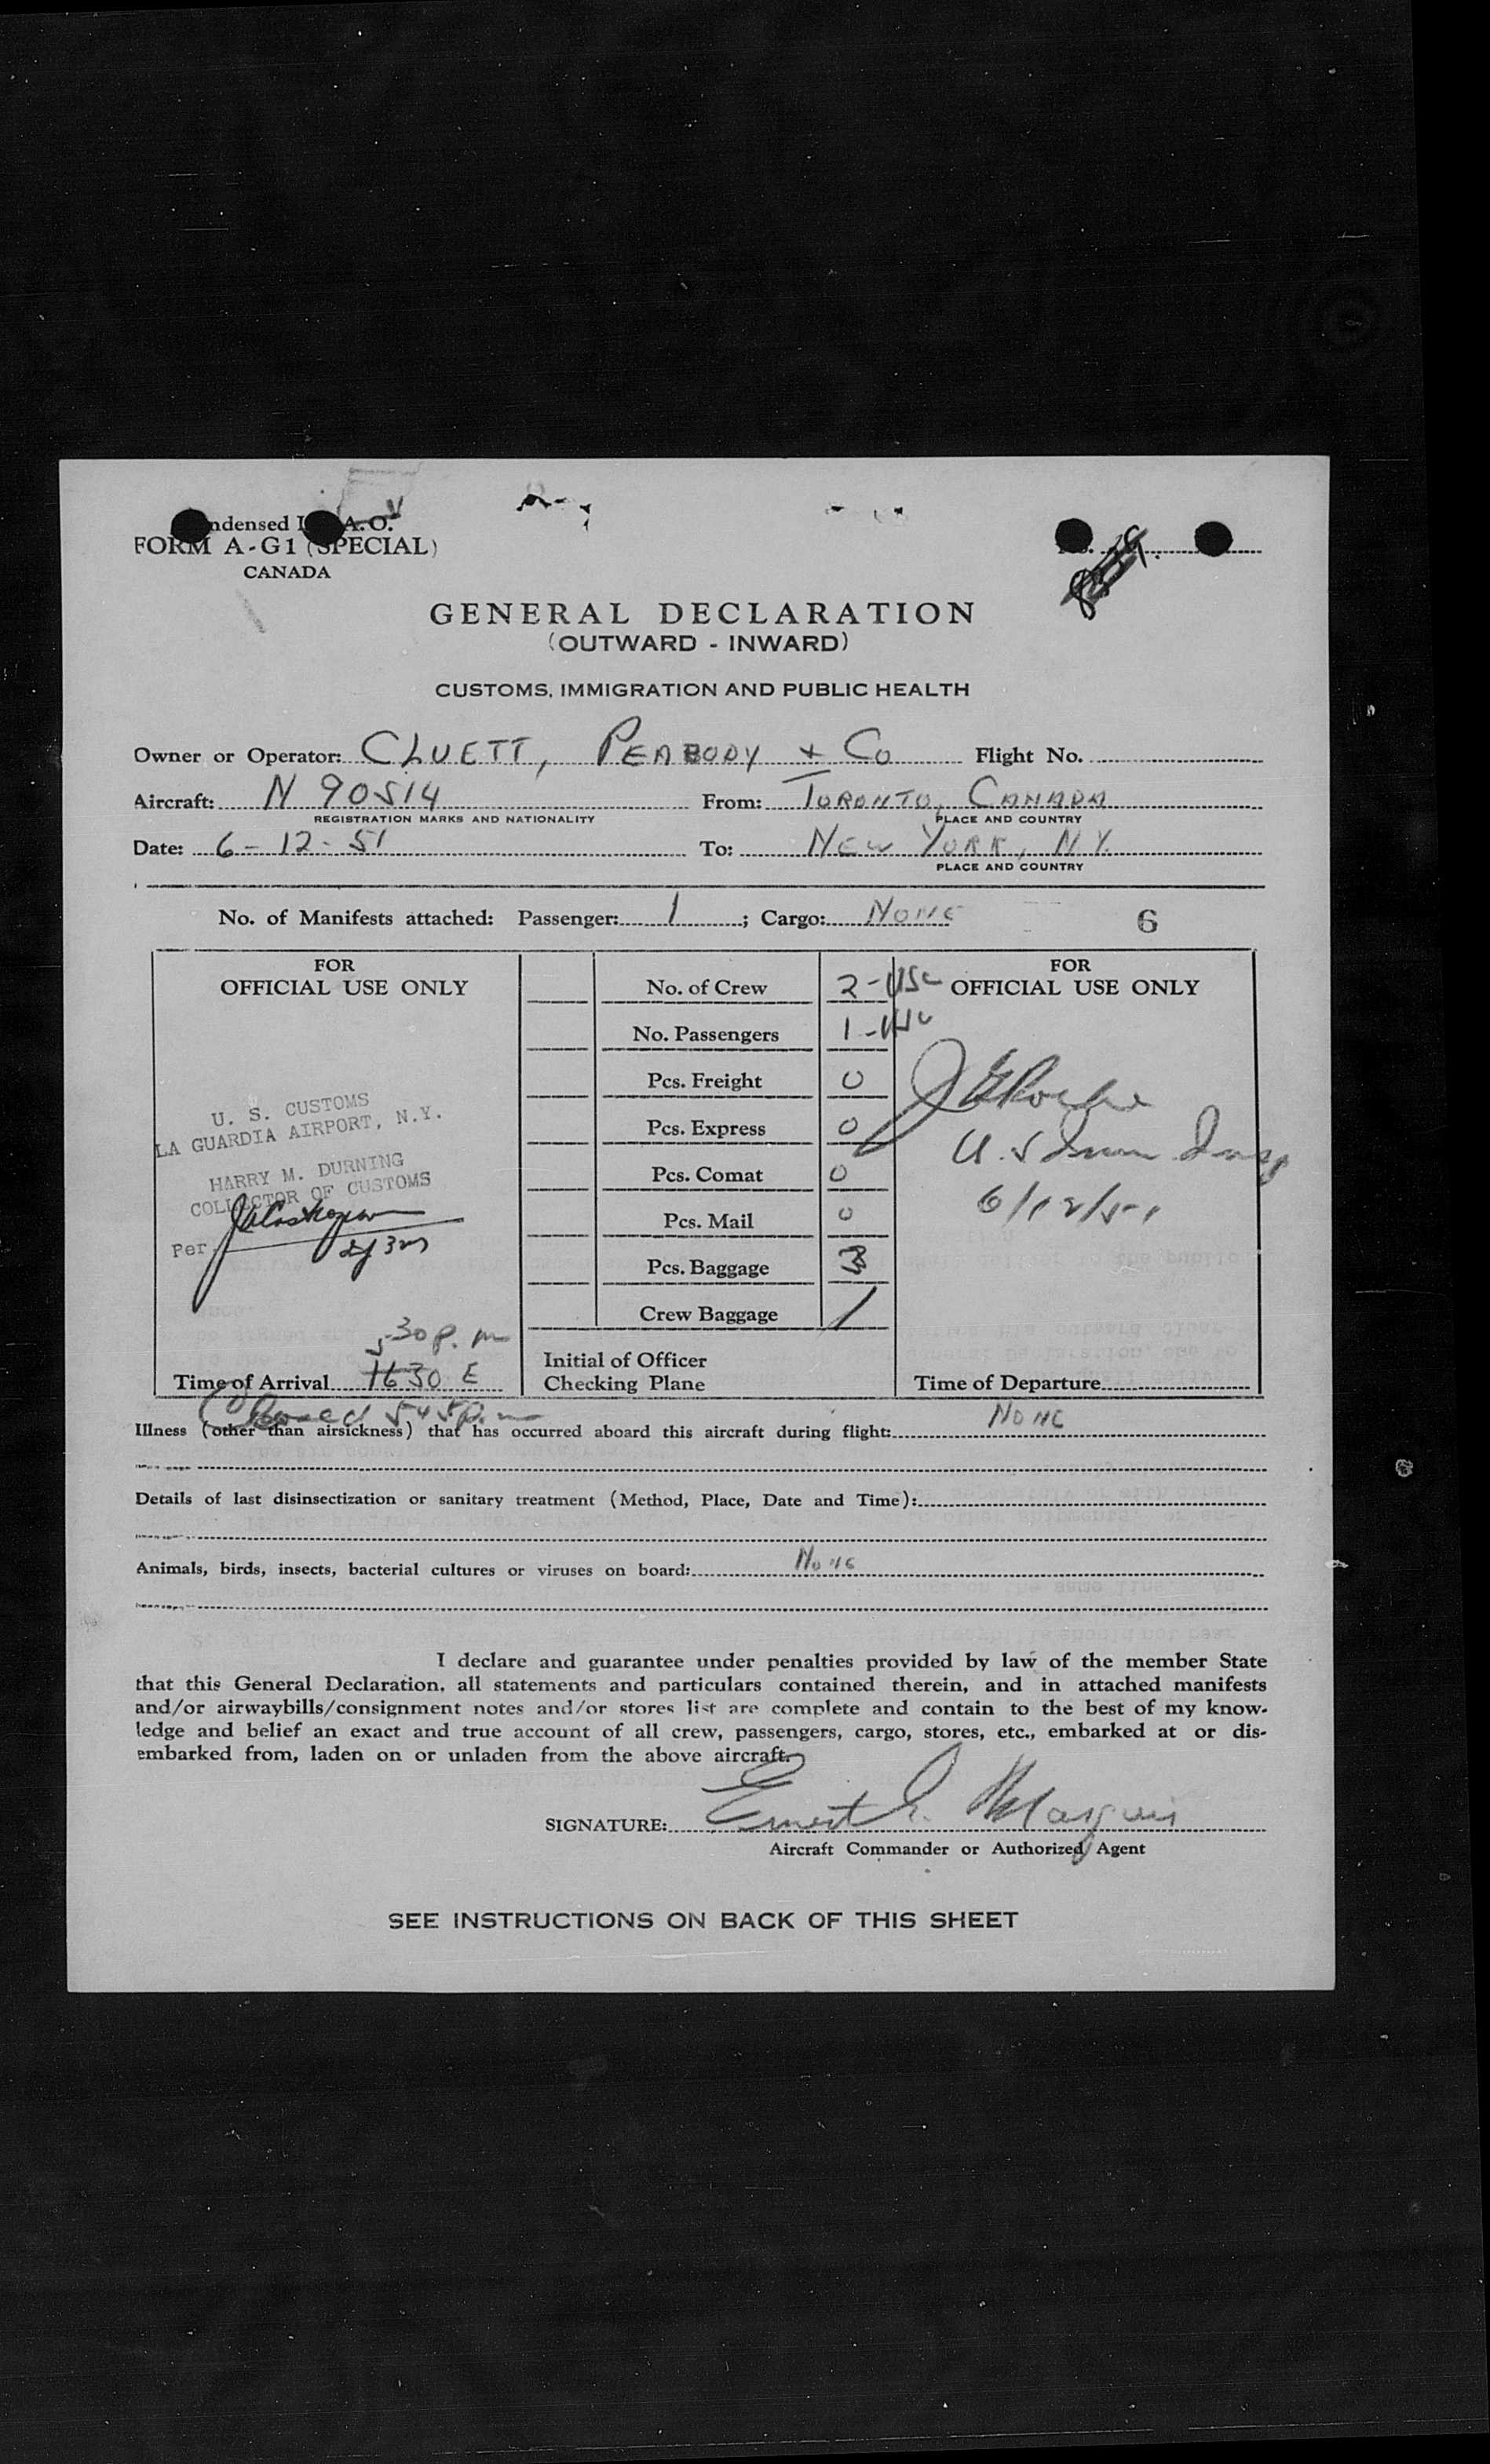 ndensed I A.O.
FORM A-G1 (SPECIAL)
CANADA
GENERAL DECLARATION
(OUTWARD - INWARD)
CUSTOMS, IMMIGRATION AND PUBLIC HEALTH
Owner or Operator: CLUETT, PEABODY + CO Flight No.
Aircraft: N 90514 From: TORONTO, CANADA
REGISTRATION MARKS AND NATIONALITY PLACE AND COUNTRY
Date: 6-12-51 To: NEW YORK, N.Y.
PLACE AND COUNTRY
No. of Manifests attached: Passenger: 1; Cargo: NONE 6
FOR FOR
OFFICIAL USE ONLY No. of Crew 2-USC OFFICIAL USE ONLY
No. Passengers 1-
Pcs. Freight 0
U. S. CUSTOMS
LA GUARDIA AIRPORT, N.Y. Pcs. Express 0
HARRY M. DURNING Pcs. Comat 0
COLLECTOR OF CUSTOMS 6/12/51
Pcs. Mail 0
Per
Pcs. Baggage 3
Crew Baggage /
530 p.m
Initial of Officer
Time of Arrival 1630 E Checking Plane Time of Departure
Closed 545 p.m
Illness (other than airsickness) that has occurred aboard this aircraft during flight: NONE
Details of last disinsectization or sanitary treatment (Method, Place, Date and Time):
Animals, birds, insects, bacterial cultures or viruses on board: NONE
I declare and guarantee under penalties provided by law of the member State
that this General Declaration, all statements and particulars contained therein, and in attached manifests
and/or airwaybills/consignment notes and/or stores list are complete and contain to the best of my know-
ledge and belief an exact and true account of all crew, passengers, cargo, stores, etc., embarked at or dis-
embarked from, laden on or unladen from the above aircraft.
SIGNATURE: Ernest E. Marquis
Aircraft Commander or Authorized Agent
SEE INSTRUCTIONS ON BACK OF THIS SHEET